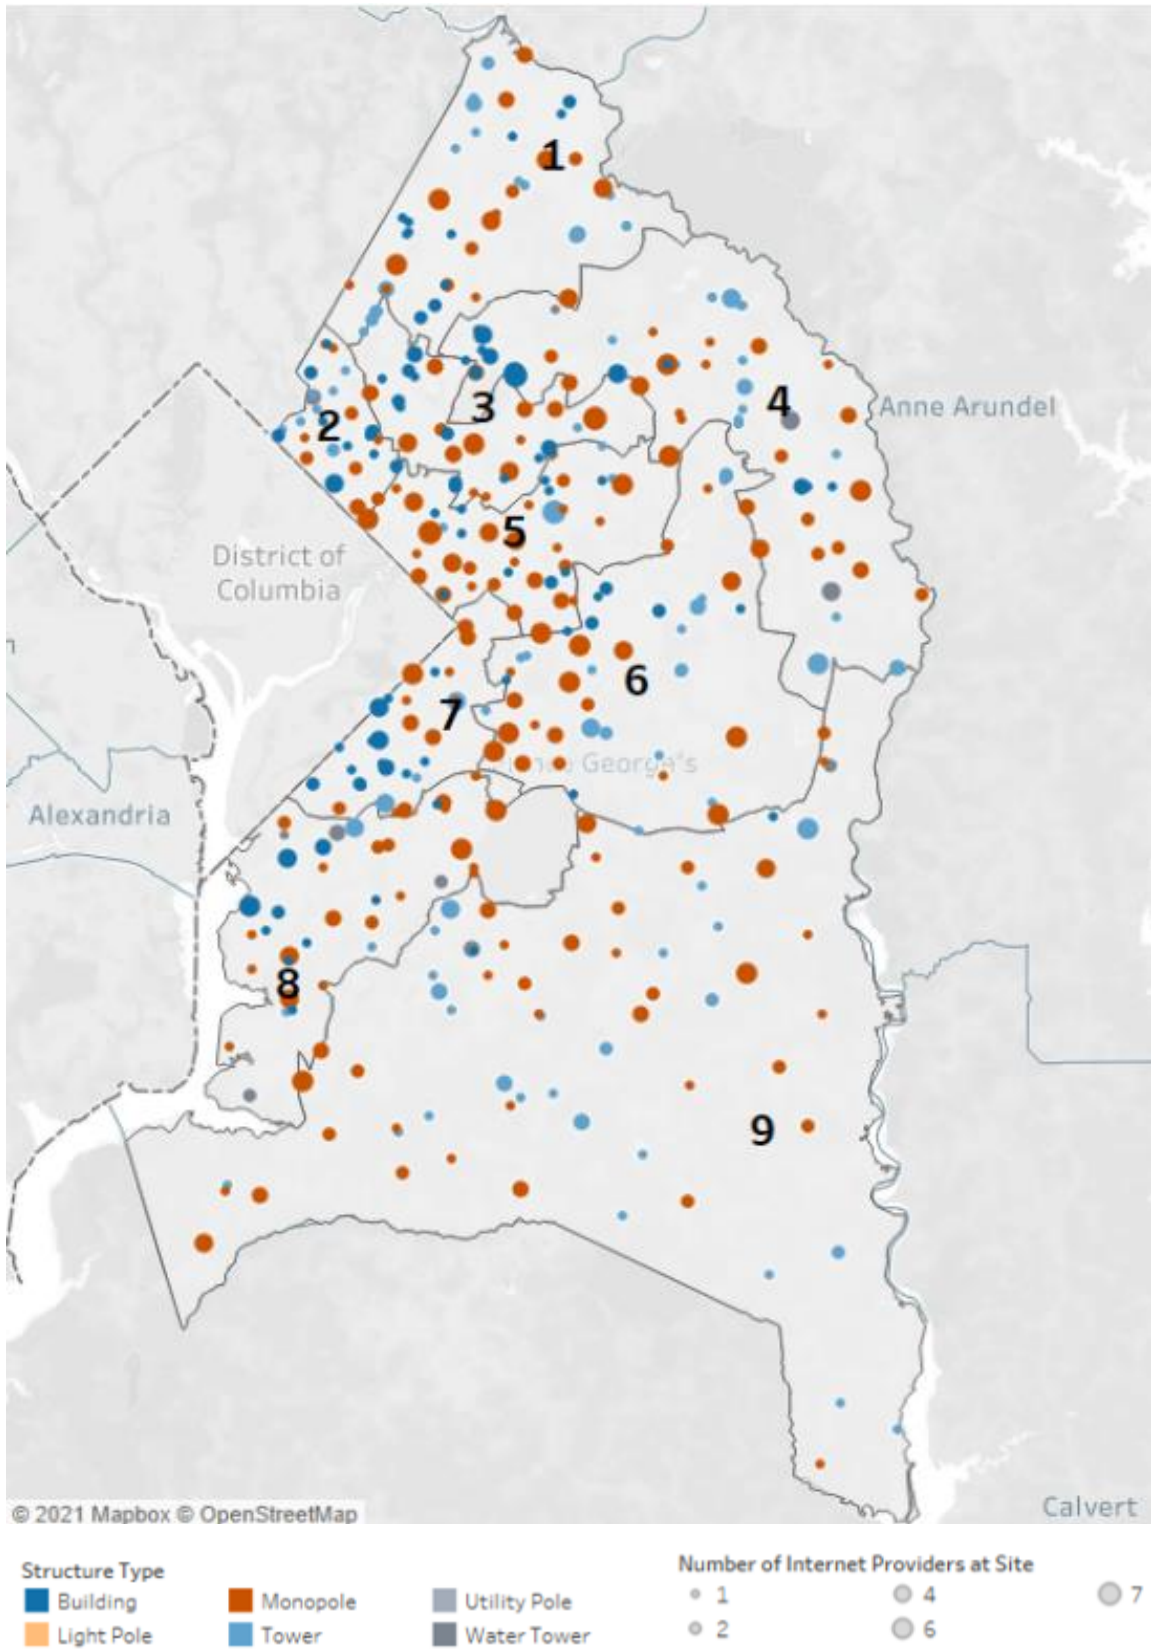 1
4
Anne Arundel
3
2
5
District of
Columbia
6
7
George's
Alexandria
8
9
Calvert
© 2021 Mapbox © OpenStreetMap
Structure Type
Building
Monopole
Utility Pole
Light Pole
Tower
Water Tower
Number of Internet Providers at Site
1
4
7
2
6